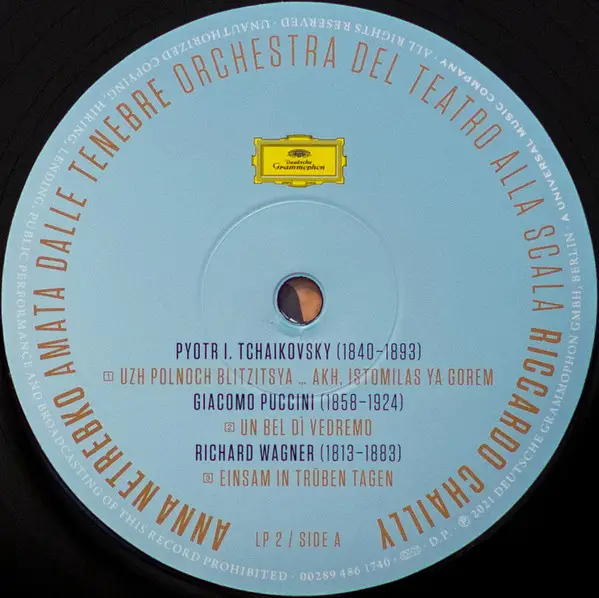 ANNA NETREBKO AMATA DALLE TENEBRE ORCHESTRA DEL TEATRO ALLA SCALA RICCARDO CHAILLY
℗ 2021 DEUTSCHE GRAMMOPHON GMBH, BERLIN · A UNIVERSAL MUSIC COMPANY · ALL RIGHTS RESERVED · UNAUTHORIZED COPYING, HIRING, LENDING, PUBLIC PERFORMANCE AND BROADCASTING OF THIS RECORD PROHIBITED · 00289 486 1740 · D.P.
Deutsche
Grammophon
PYOTR I. TCHAIKOVSKY (1840–1893)
1 UZH POLNOCH BLITZITSYA ... AKH, ISTOMILAS YA GOREM
GIACOMO PUCCINI (1858–1924)
2 UN BEL DÌ VEDREMO
RICHARD WAGNER (1813–1883)
3 EINSAM IN TRÜBEN TAGEN
LP 2 / SIDE A